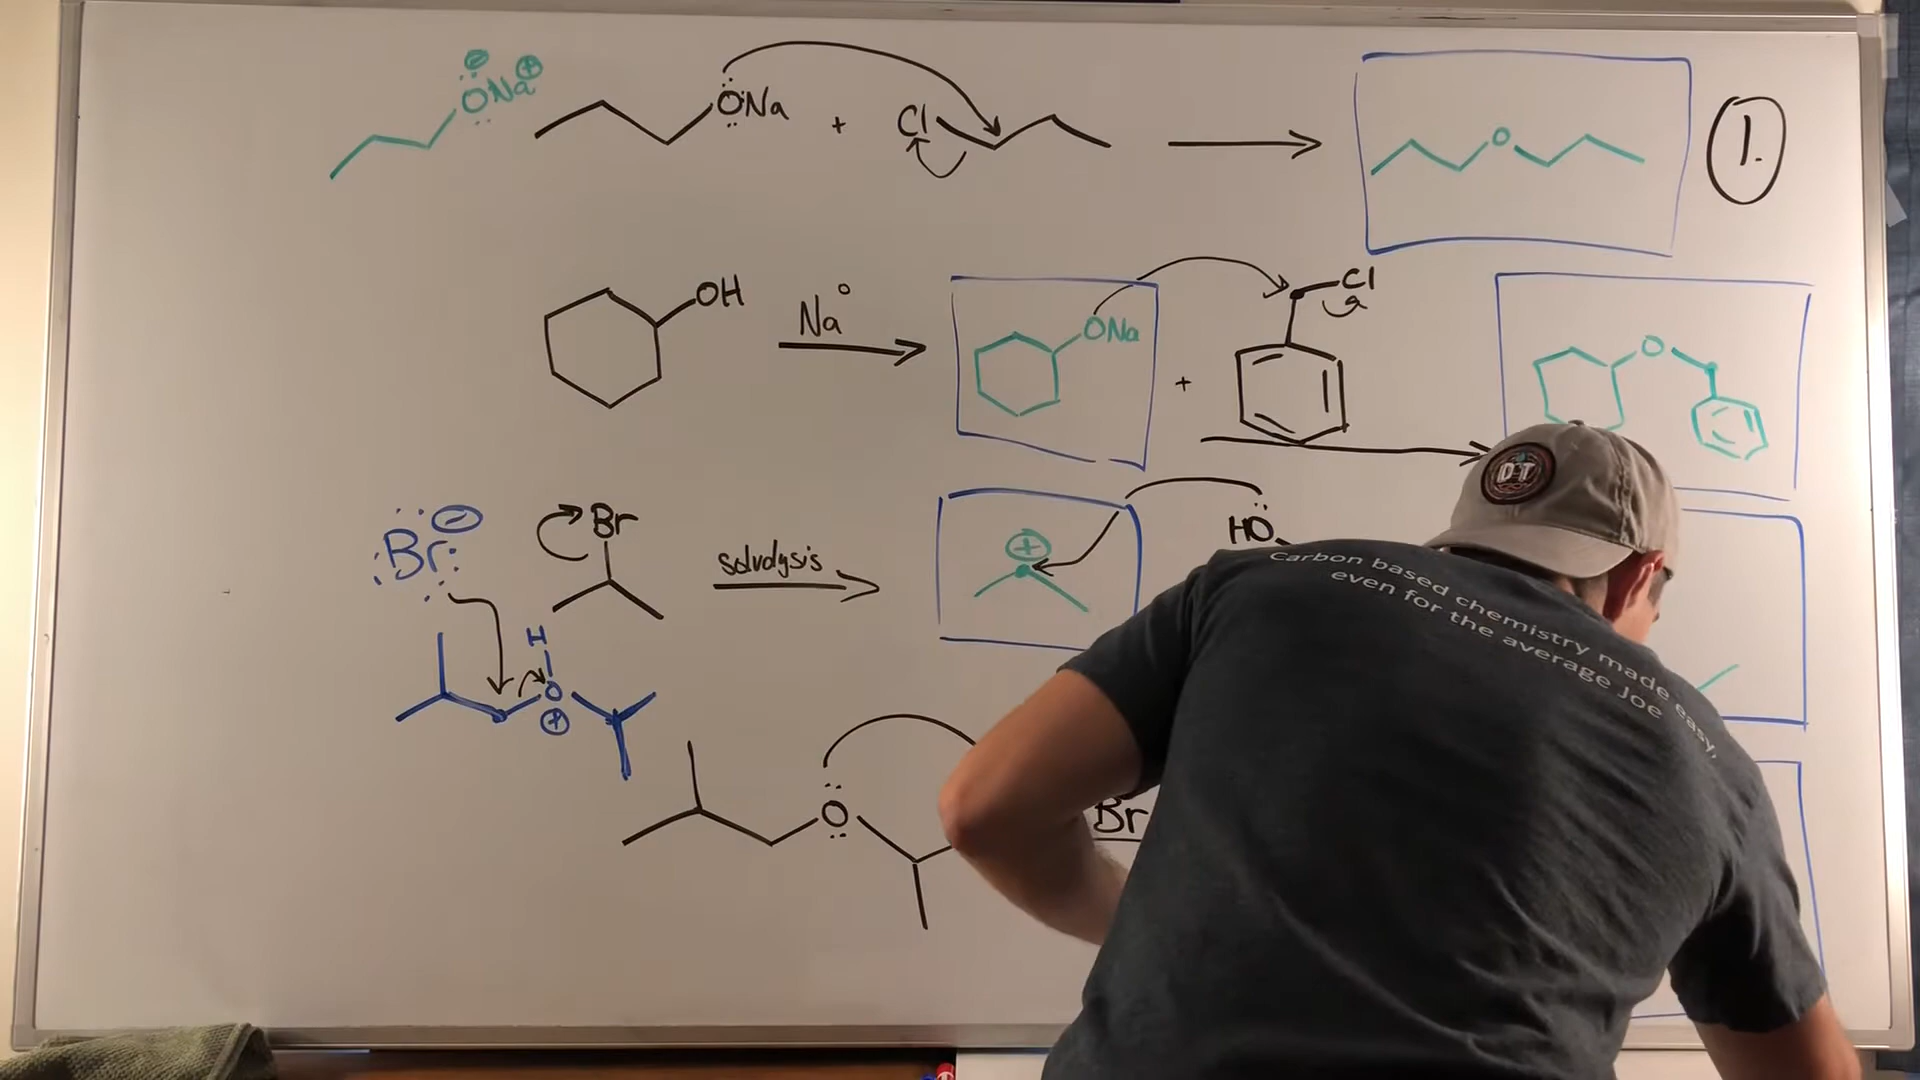 ONa ONa + Cl 1.
O
OH Na° ONa + Cl
O
Br Br solvolysis + HO
H
O
+
O Br
DT
Carbon based chemistry made easy,
even for the average Joe